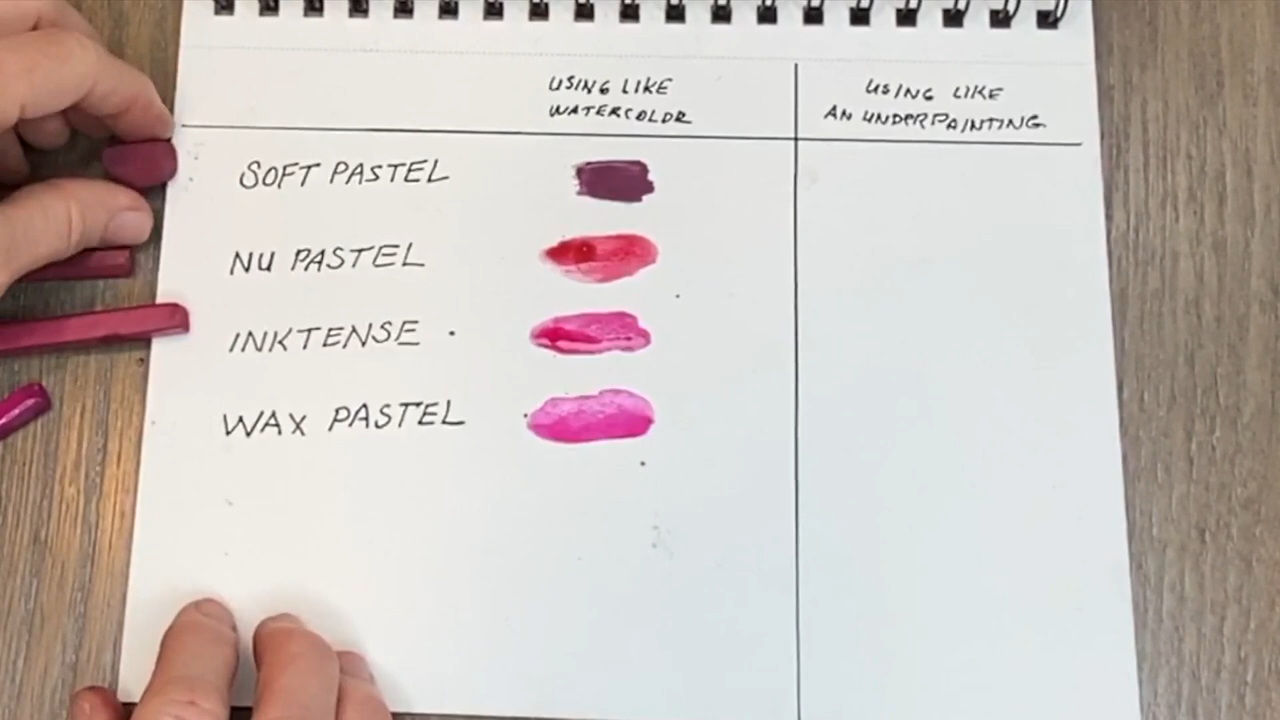 USING LIKE
WATERCOLOR
USING LIKE
AN UNDERPAINTING
SOFT PASTEL
NU PASTEL
INKTENSE
WAX PASTEL